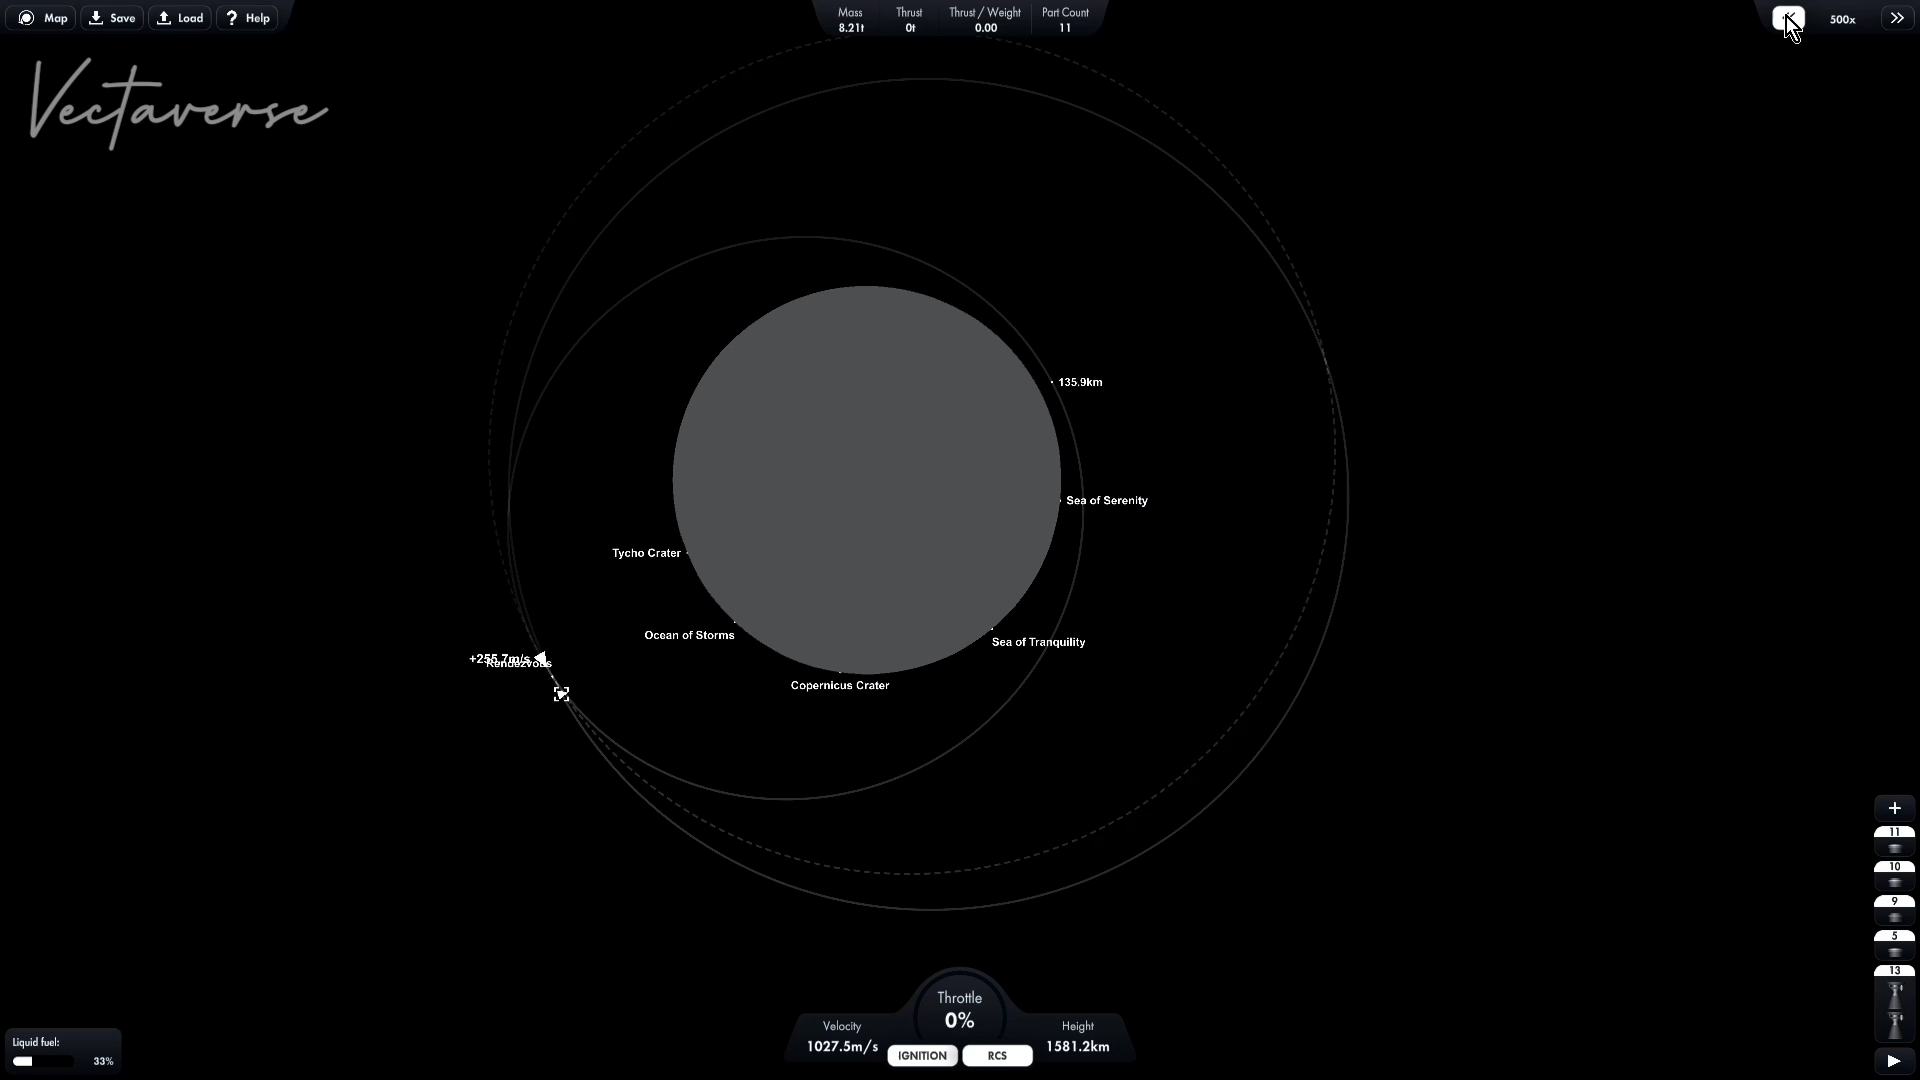 Map
Save
Load
Help
Mass
8.21t
Thrust
0t
Thrust / Weight
0.00
Part Count
11
500x
Vectaverse
135.9km
Sea of Serenity
Tycho Crater
Ocean of Storms
Sea of Tranquility
+255.7m/s
Rendezvous
Copernicus Crater
11
10
9
5
13
Throttle
0%
Velocity
1027.5m/s
Height
1581.2km
IGNITION
RCS
Liquid fuel:
33%